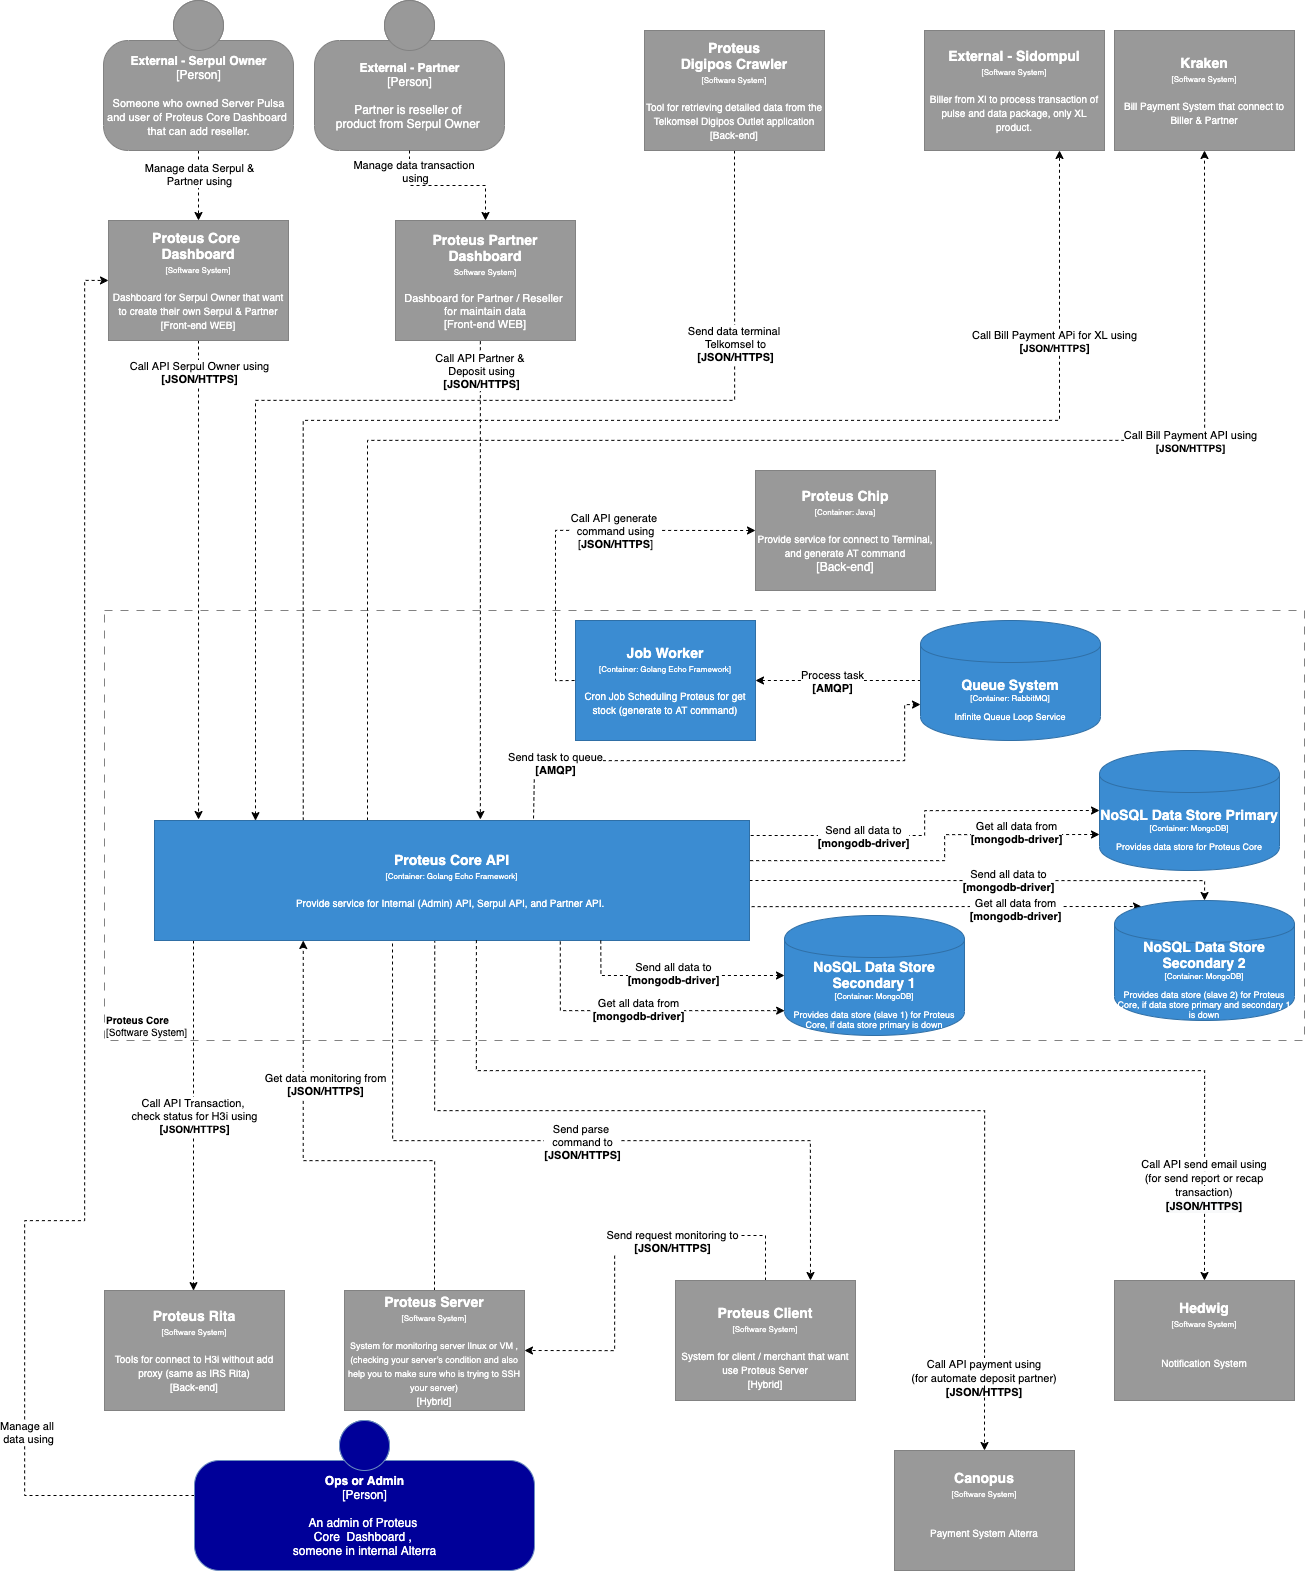 External - Serpul Owner
[Person]
Someone who owned Server Pulsa
and user of Proteus Core Dashboard
that can add reseller.
External - Partner
[Person]
Partner is reseller of
product from Serpul Owner
Proteus
Digipos Crawler
[Software System]
Tool for retrieving detailed data from the
Telkomsel Digipos Outlet application
[Back-end]
External - Sidompul
[Software System]
Biller from Xl to process transaction of
pulse and data package, only XL
product.
Kraken
[Software System]
Bill Payment System that connect to
Biller & Partner
Manage data Serpul &
Partner using
Manage data transaction
using
Proteus Core
Dashboard
[Software System]
Dashboard for Serpul Owner that want
to create their own Serpul & Partner
[Front-end WEB]
Proteus Partner
Dashboard
Software System]
Dashboard for Partner / Reseller
for maintain data
[Front-end WEB]
Send data terminal
Telkomsel to
[JSON/HTTPS]
Call Bill Payment APi for XL using
[JSON/HTTPS]
Call API Serpul Owner using
[JSON/HTTPS]
Call API Partner &
Deposit using
[JSON/HTTPS]
Call Bill Payment API using
[JSON/HTTPS]
Proteus Chip
[Container: Java]
Provide service for connect to Terminal,
and generate AT command
[Back-end]
Call API generate
command using
[JSON/HTTPS]
Job Worker
[Container: Golang Echo Framework]
Cron Job Scheduling Proteus for get
stock (generate to AT command)
Process task
[AMQP]
Queue System
[Container: RabbitMQ]
Infinite Queue Loop Service
Send task to queue
[AMQP]
Proteus Core API
[Container: Golang Echo Framework]
Provide service for Internal (Admin) API, Serpul API, and Partner API.
Send all data to
[mongodb-driver]
Get all data from
[mongodb-driver]
NoSQL Data Store Primary
[Container: MongoDB]
Provides data store for Proteus Core
Send all data to
[mongodb-driver]
Get all data from
[mongodb-driver]
NoSQL Data Store
Secondary 2
[Container: MongoDB]
Provides data store (slave 2) for Proteus
Core, if data store primary and secondary 1
is down
Send all data to
[mongodb-driver]
Get all data from
[mongodb-driver]
NoSQL Data Store
Secondary 1
[Container: MongoDB]
Provides data store (slave 1) for Proteus
Core, if data store primary is down
Proteus Core
[Software System]
Get data monitoring from
[JSON/HTTPS]
Call API Transaction,
check status for H3i using
[JSON/HTTPS]
Send parse
command to
[JSON/HTTPS]
Call API send email using
(for send report or recap
transaction)
[JSON/HTTPS]
Send request monitoring to
[JSON/HTTPS]
Proteus Rita
[Software System]
Tools for connect to H3i without add
proxy (same as IRS Rita)
[Back-end]
Proteus Server
[Software System]
System for monitoring server lInux or VM ,
(checking your server's condition and also
help you to make sure who is trying to SSH
your server)
[Hybrid]
Proteus Client
[Software System]
System for client / merchant that want
use Proteus Server
[Hybrid]
Hedwig
[Software System]
Notification System
Call API payment using
(for automate deposit partner)
[JSON/HTTPS]
Manage all
data using
Ops or Admin
[Person]
An admin of Proteus
Core Dashboard ,
someone in internal Alterra
Canopus
[Software System]
Payment System Alterra